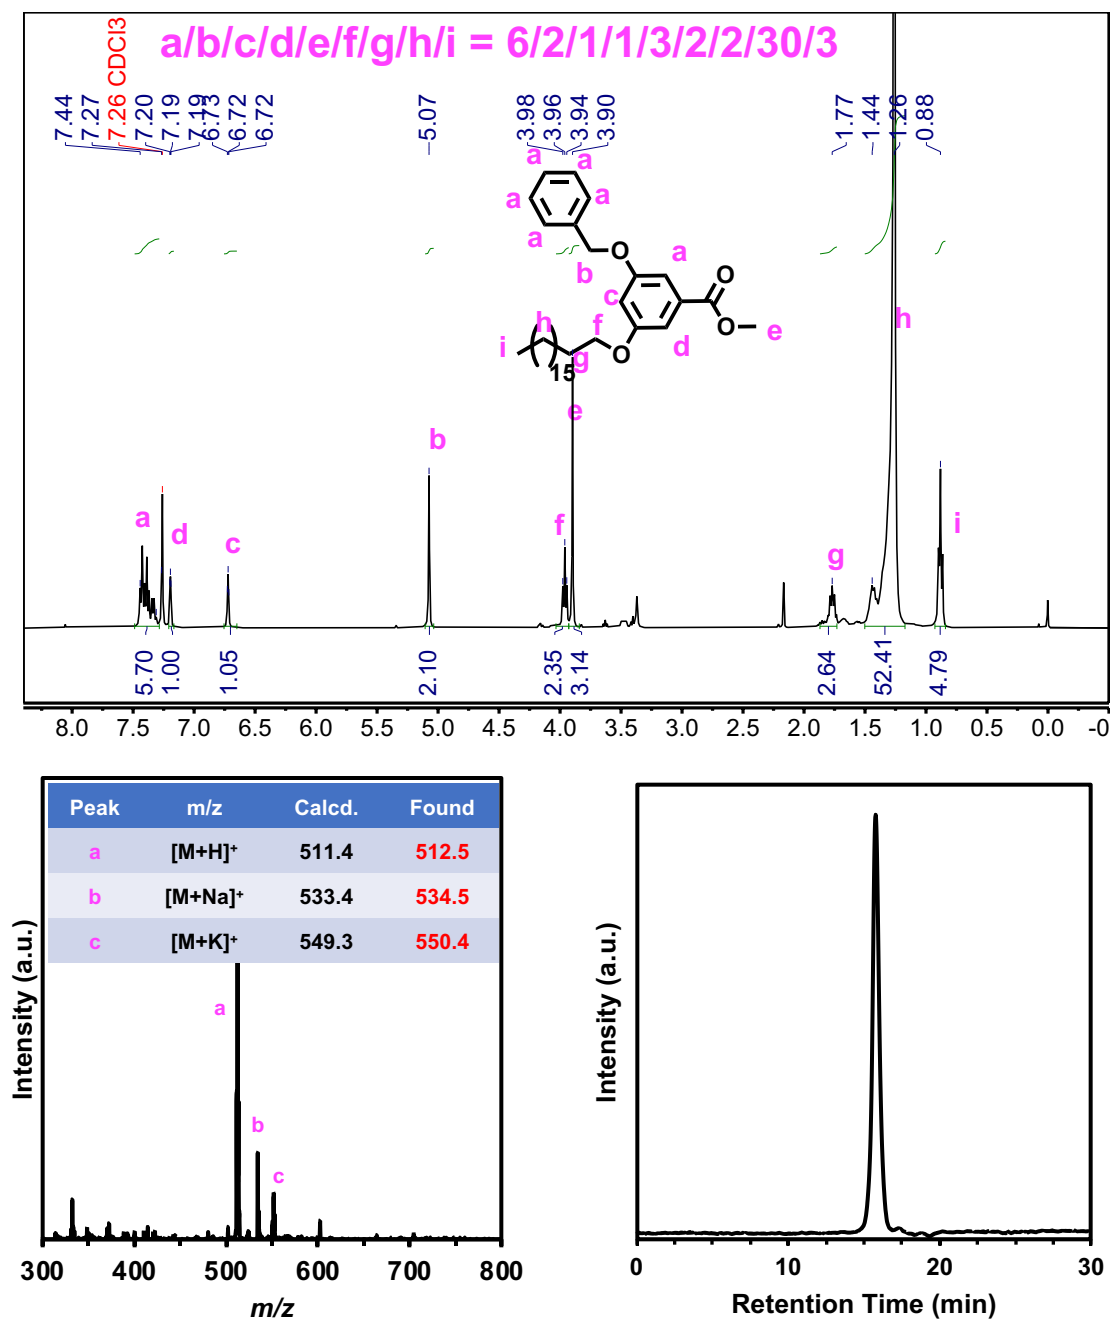 a/b/c/d/e/f/g/h/i = 6/2/1/1/3/2/2/30/3
7.44
7.27
7.26 CDCl3
7.20
7.19
7.19
6.73
6.72
6.72
5.07
3.98
3.96
3.94
3.90
1.77
1.44
1.26
0.88
a a
a a
a
O
b
a
O
c
O
e
h
f
d
i
15
g
O
e
h
b
a
d
c
f
g
i
5.70
1.00
1.05
2.10
2.35
3.14
2.64
52.41
4.79
8.0 7.5 7.0 6.5 6.0 5.5 5.0 4.5 4.0 3.5 3.0 2.5 2.0 1.5 1.0 0.5 0.0 -0
Peak m/z Calcd. Found
a [M+H]+ 511.4 512.5
b [M+Na]+ 533.4 534.5
c [M+K]+ 549.3 550.4
a
b
c
Intensity (a.u.)
300 400 500 600 700 800
m/z
Intensity (a.u.)
0 10 20 30
Retention Time (min)